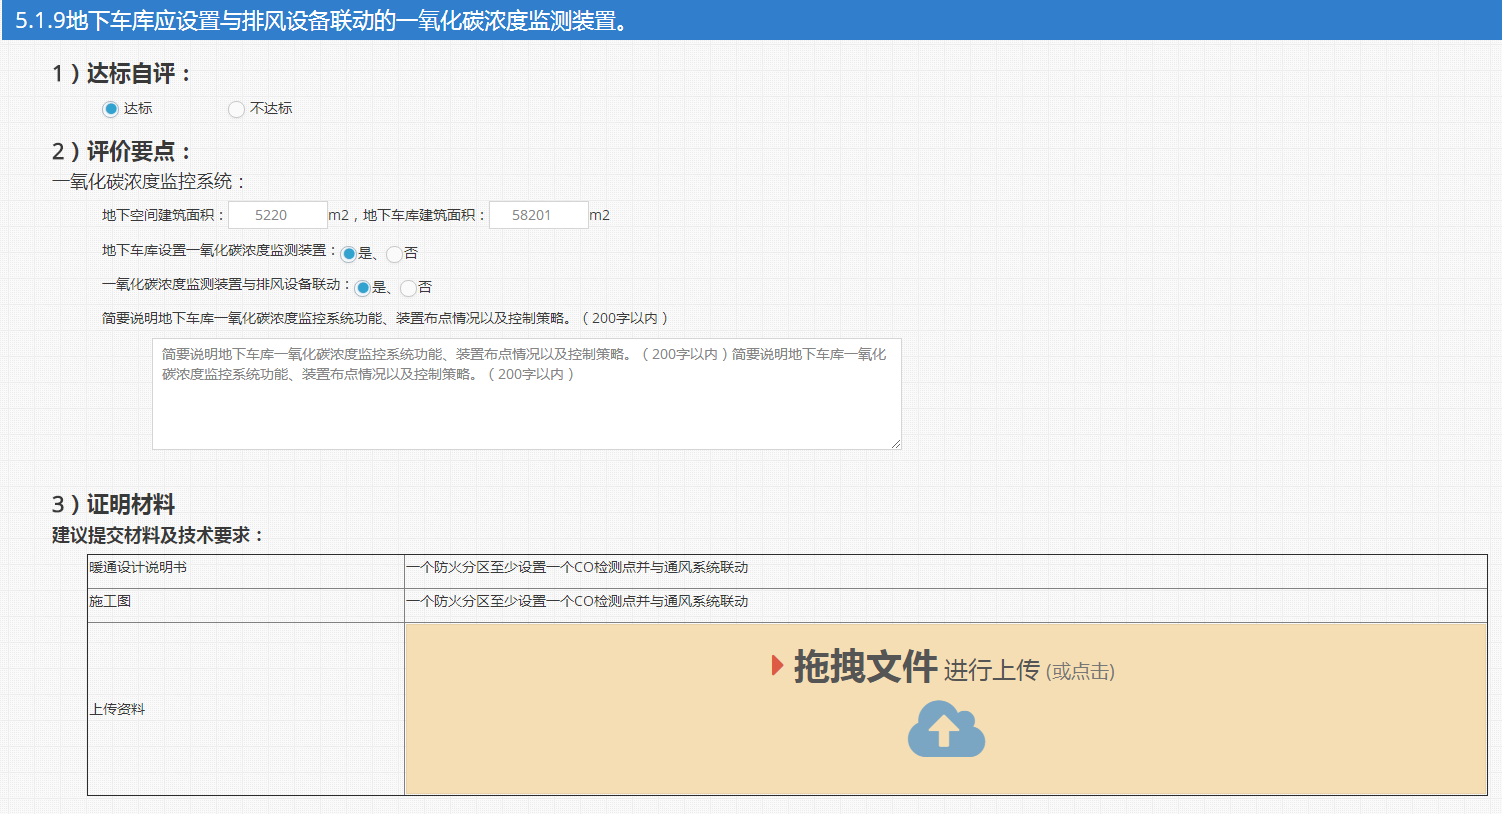 5.1.9地下车库应设置与排风设备联动的一氧化碳浓度监测装置。
1）达标自评：
达标 不达标
2）评价要点：
一氧化碳浓度监控系统：
地下空间建筑面积： 5220 m2，地下车库建筑面积： 58201 m2
地下车库设置一氧化碳浓度监测装置： 是、 否
一氧化碳浓度监测装置与排风设备联动： 是、 否
简要说明地下车库一氧化碳浓度监控系统功能、装置布点情况以及控制策略。（200字以内）
简要说明地下车库一氧化碳浓度监控系统功能、装置布点情况以及控制策略。（200字以内）简要说明地下车库一氧化
碳浓度监控系统功能、装置布点情况以及控制策略。（200字以内）
3）证明材料
建议提交材料及技术要求：
暖通设计说明书 一个防火分区至少设置一个CO检测点并与通风系统联动
施工图 一个防火分区至少设置一个CO检测点并与通风系统联动
拖拽文件 进行上传 (或点击)
上传资料